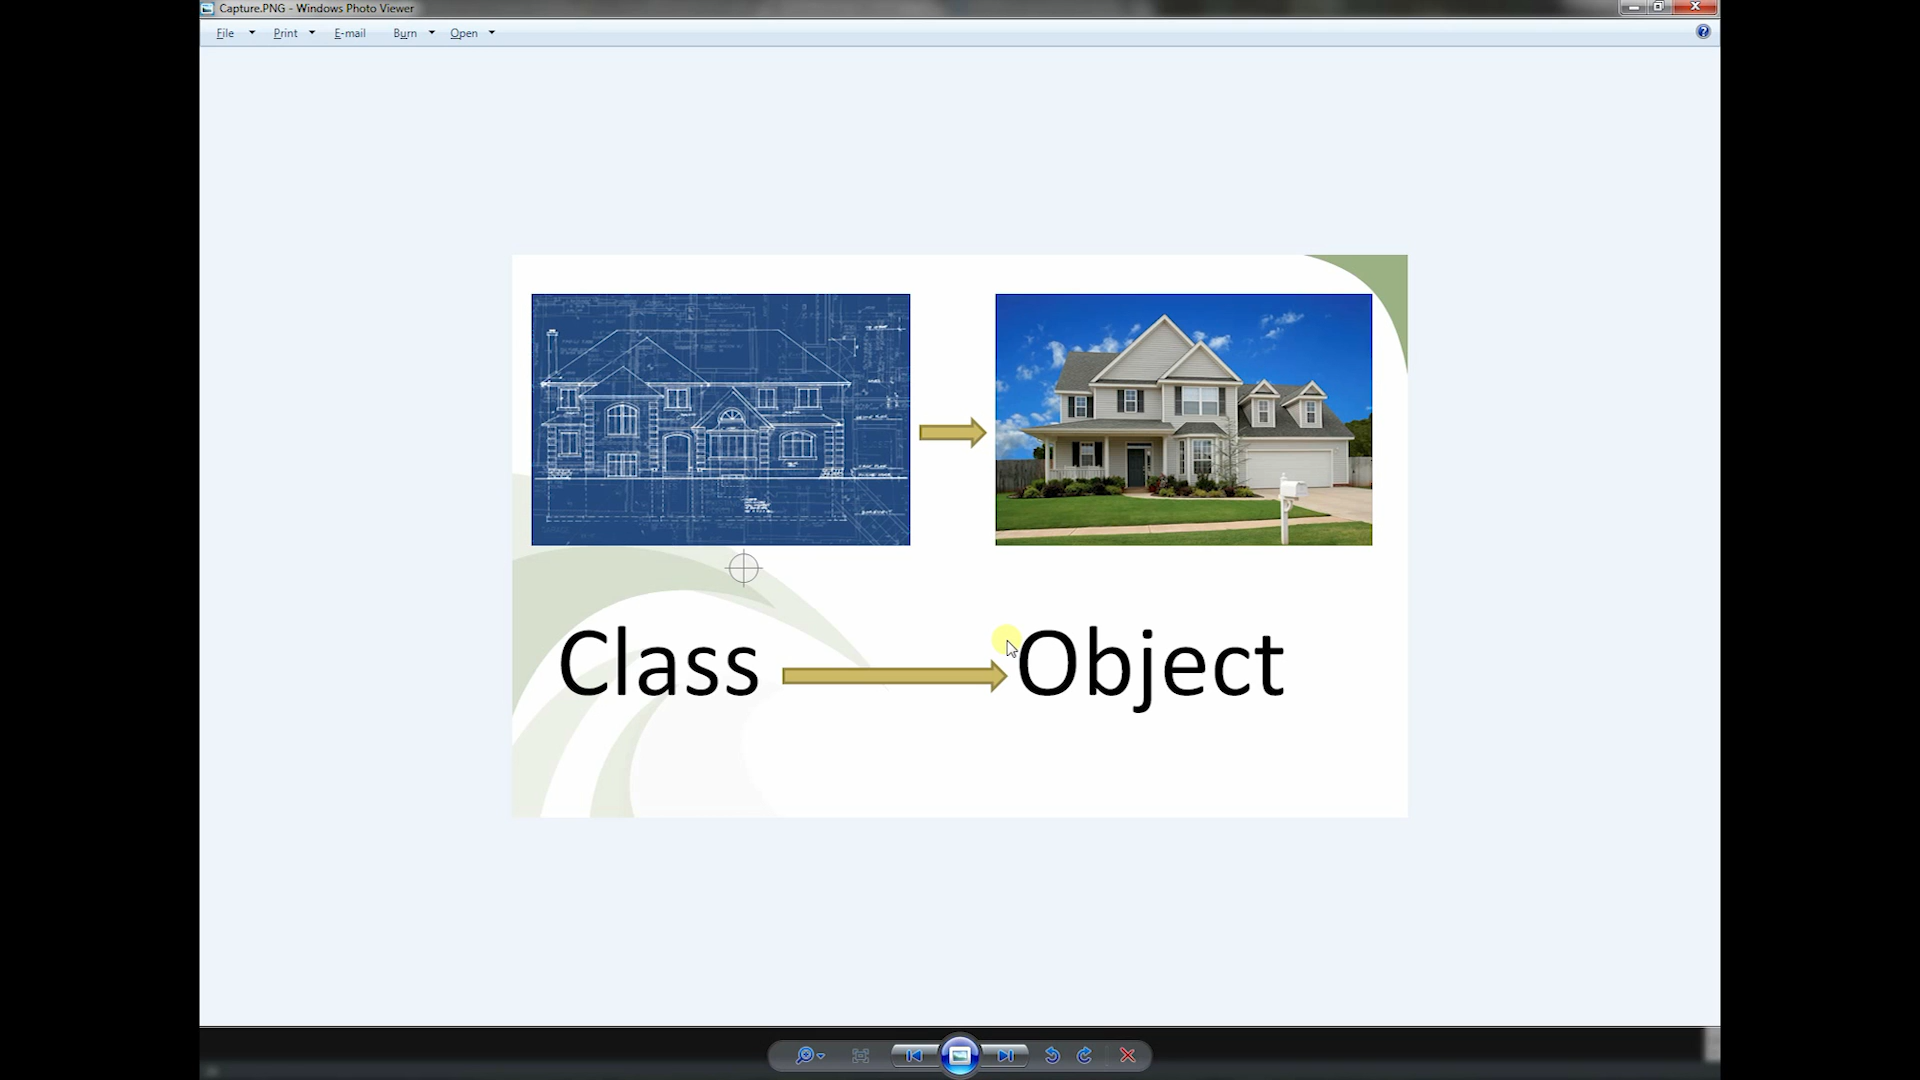 Capture.PNG - Windows Photo Viewer
File Print E-mail Burn Open
Class Object